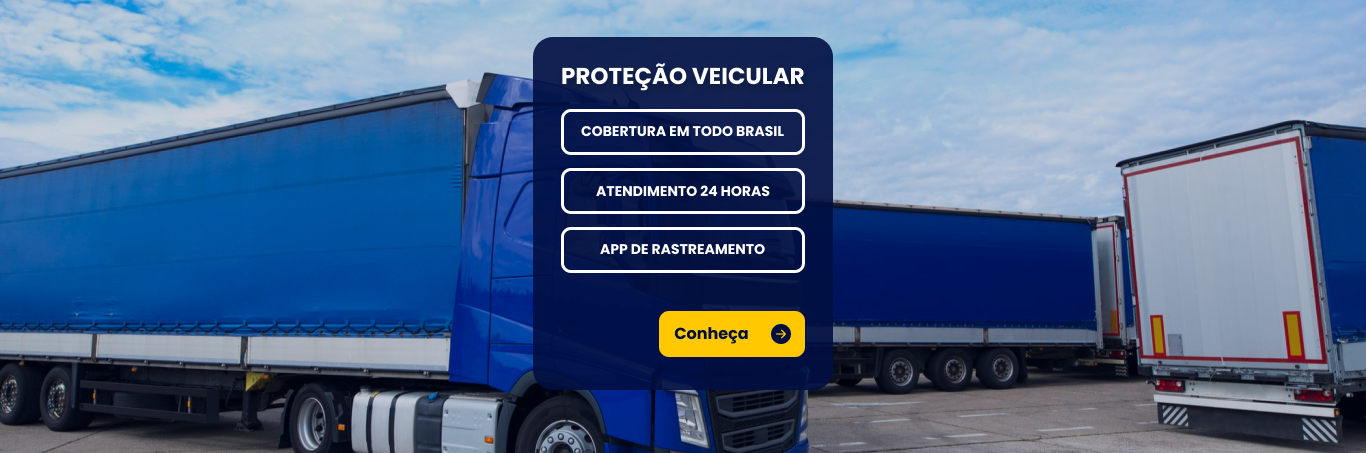 PROTEÇÃO VEICULAR
COBERTURA EM TODO BRASIL
ATENDIMENTO 24 HORAS
APP DE RASTREAMENTO
Conheça